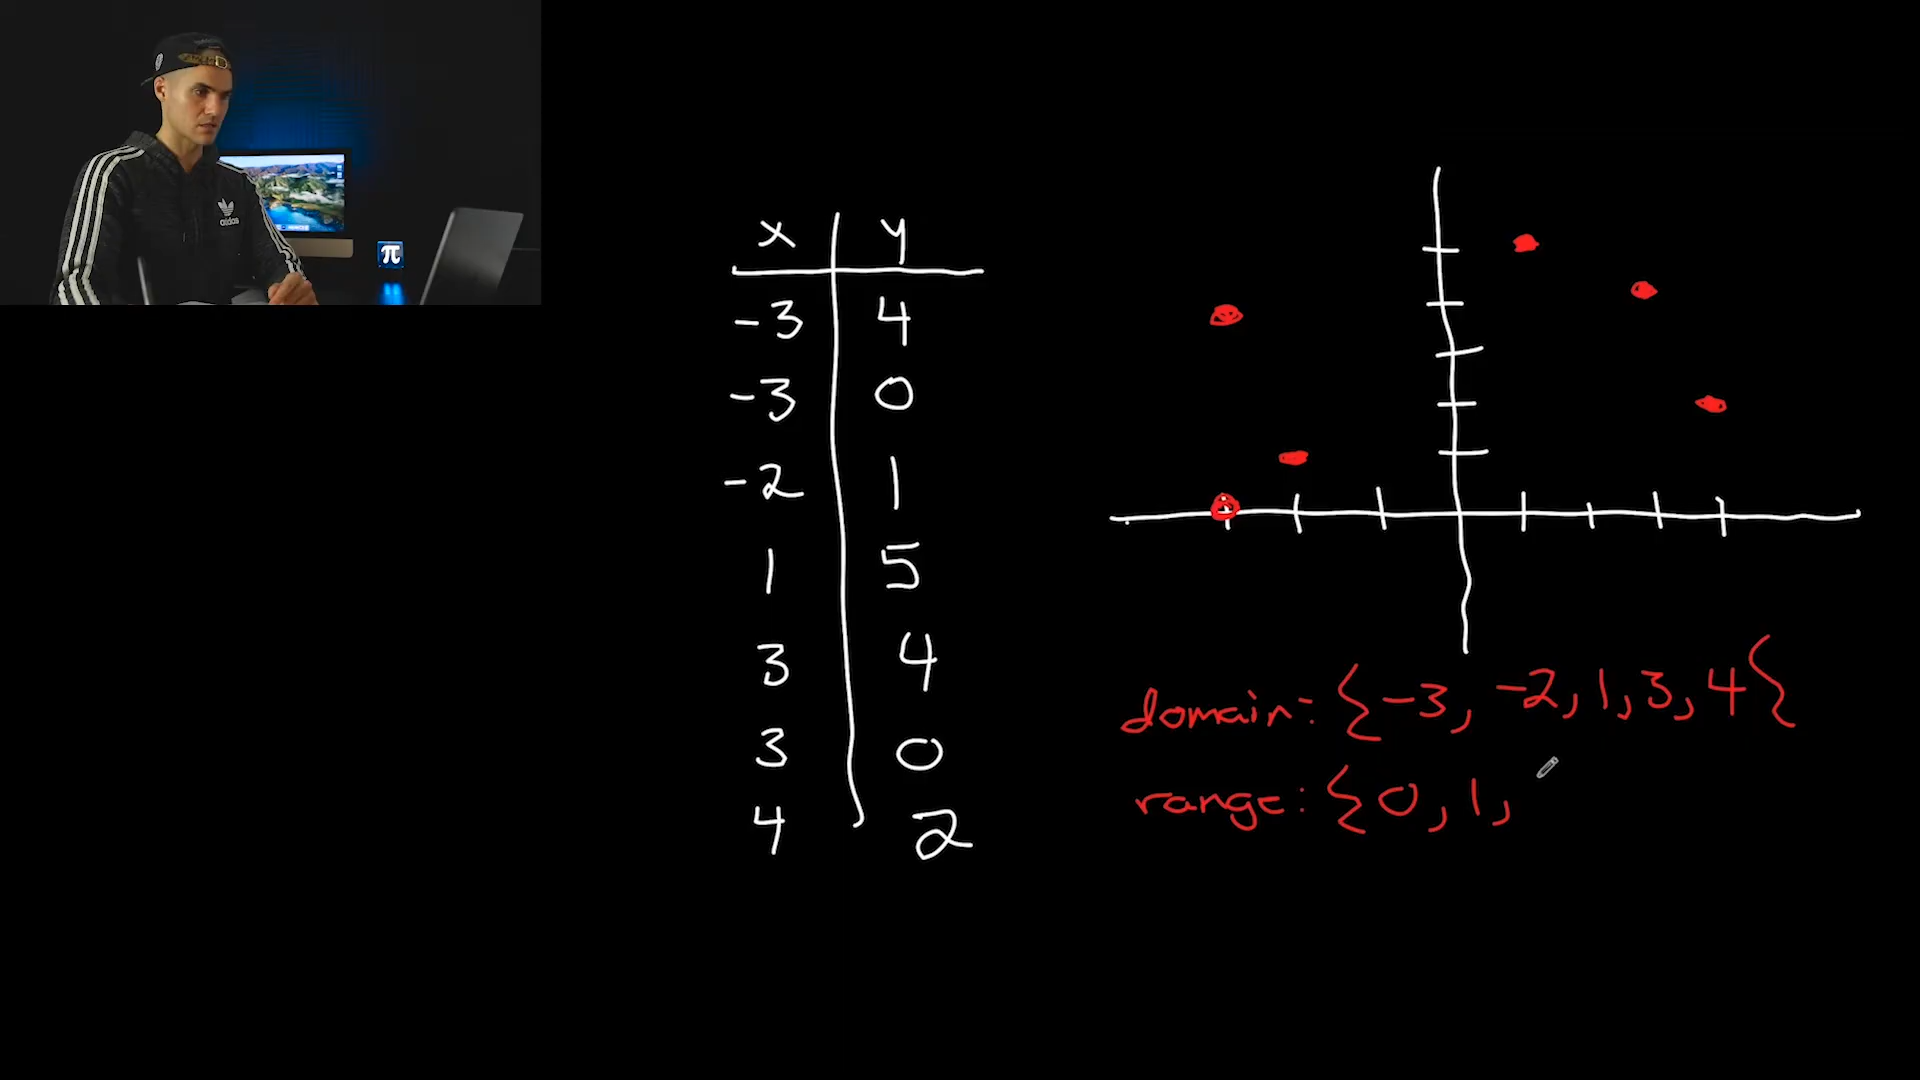 adidas
π
x y
-3 4
-3 0
-2 1
1 5
3 4
3 0
4 2
domain: {-3, -2, 1, 3, 4{
range: {0, 1,